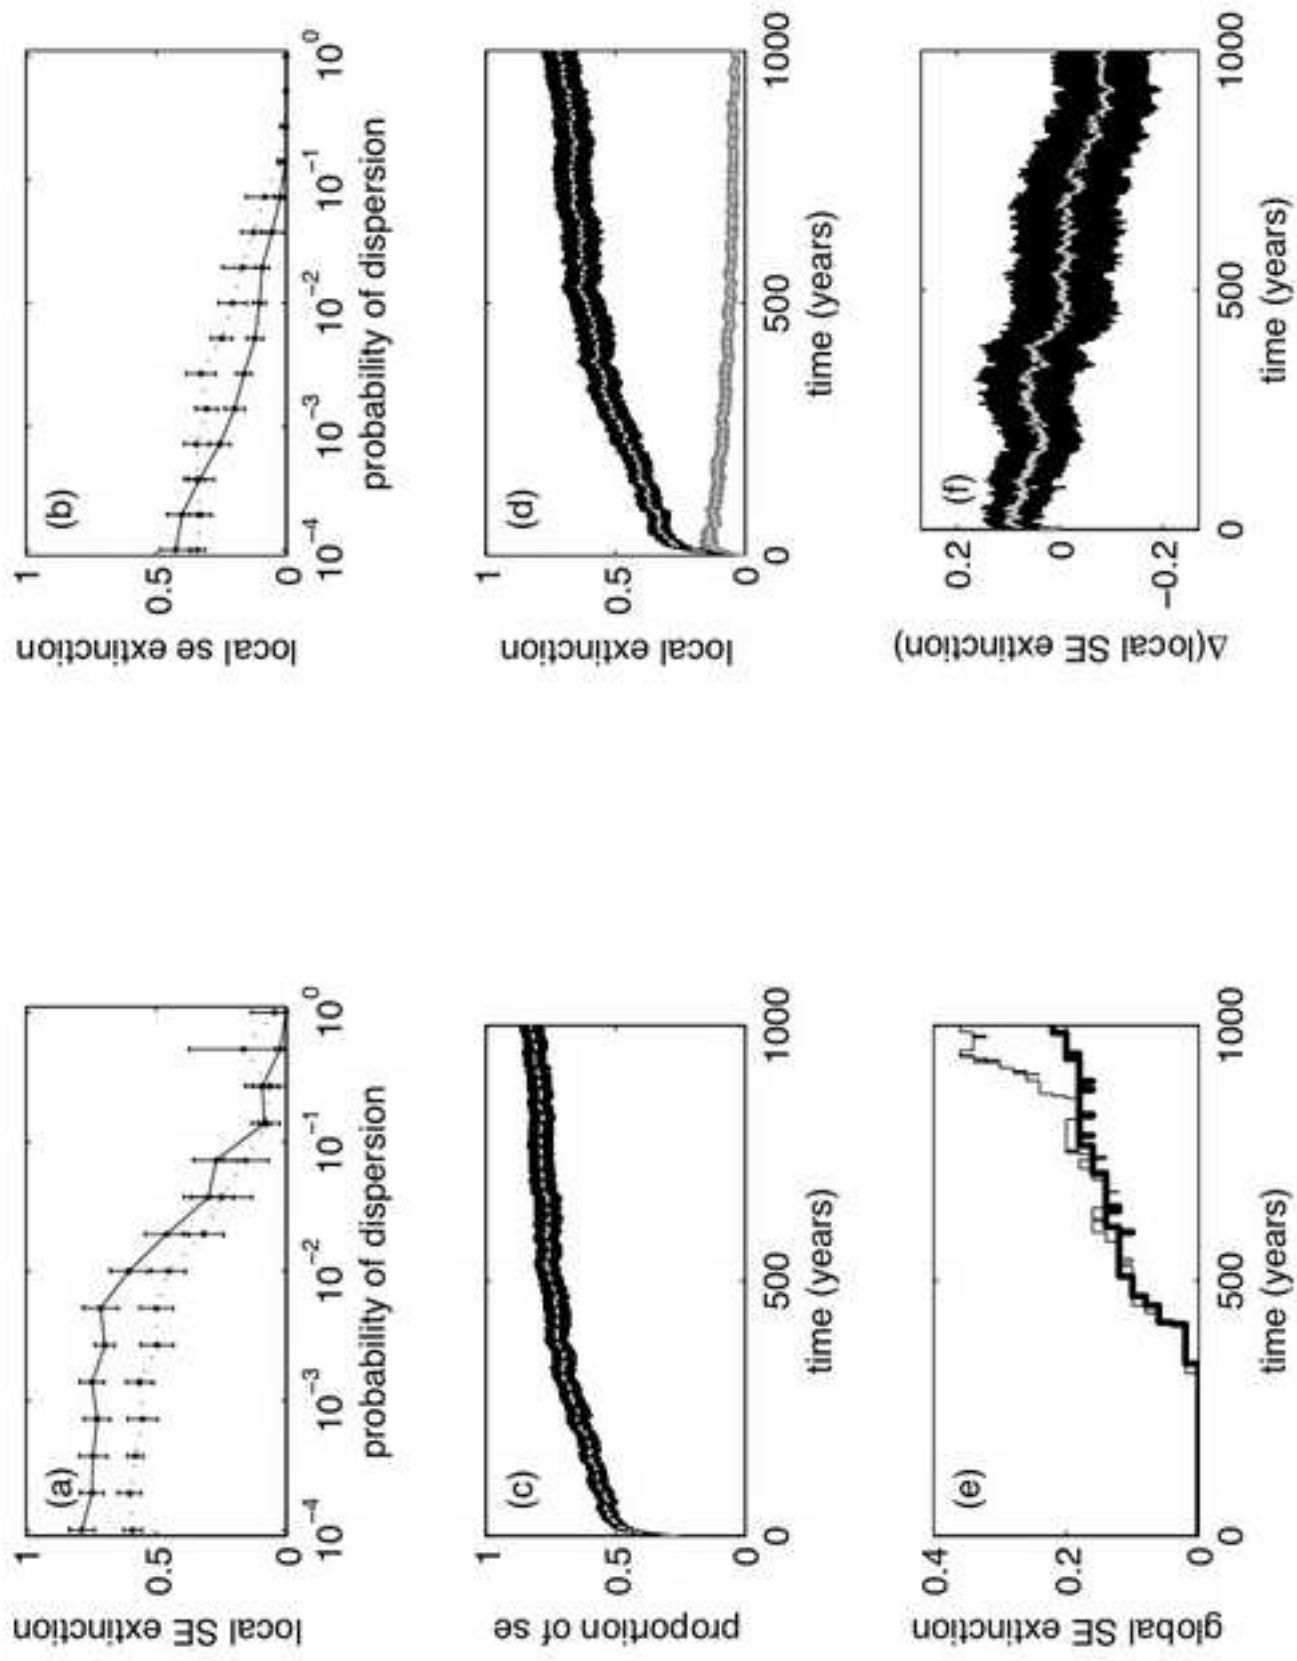 (a)
local SE extinction
1
0.5
0
10^-4
10^-3
10^-2
10^-1
10^0
probability of dispersion
(b)
local se extinction
1
0.5
0
10^-4
10^-3
10^-2
10^-1
10^0
probability of dispersion
(c)
proportion of se
1
0.5
0
0
500
1000
time (years)
(d)
local extinction
1
0.5
0
0
500
1000
time (years)
(e)
global SE extinction
0.4
0.2
0
0
500
1000
time (years)
(f)
Δ(local SE extinction)
0.2
0
−0.2
0
500
1000
time (years)